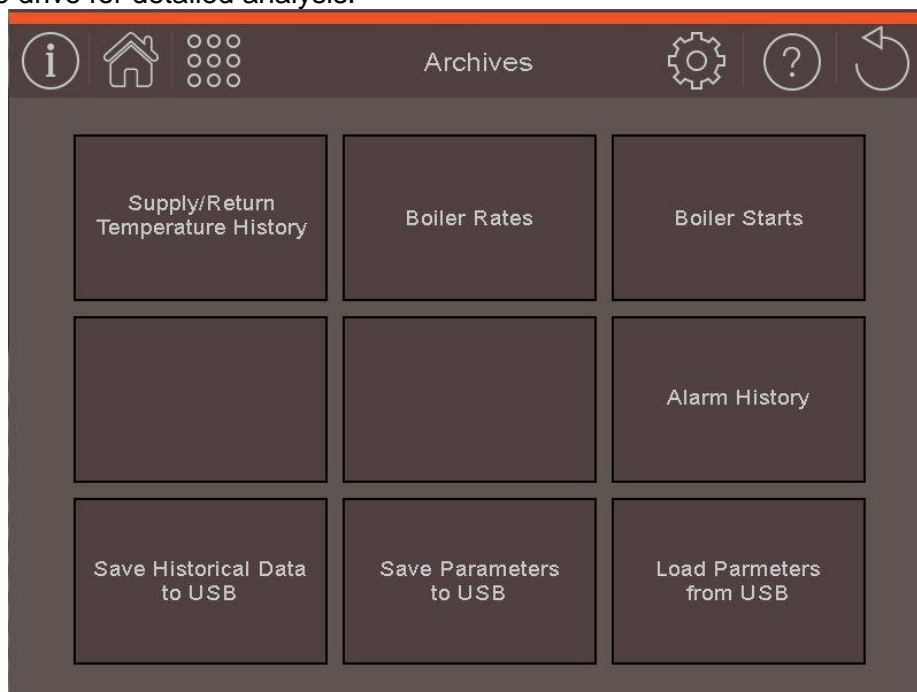 drive for detailed analysis.
i
Archives
?
Supply/Return
Temperature History
Boiler Rates
Boiler Starts
Alarm History
Save Historical Data
to USB
Save Parameters
to USB
Load Parmeters
from USB